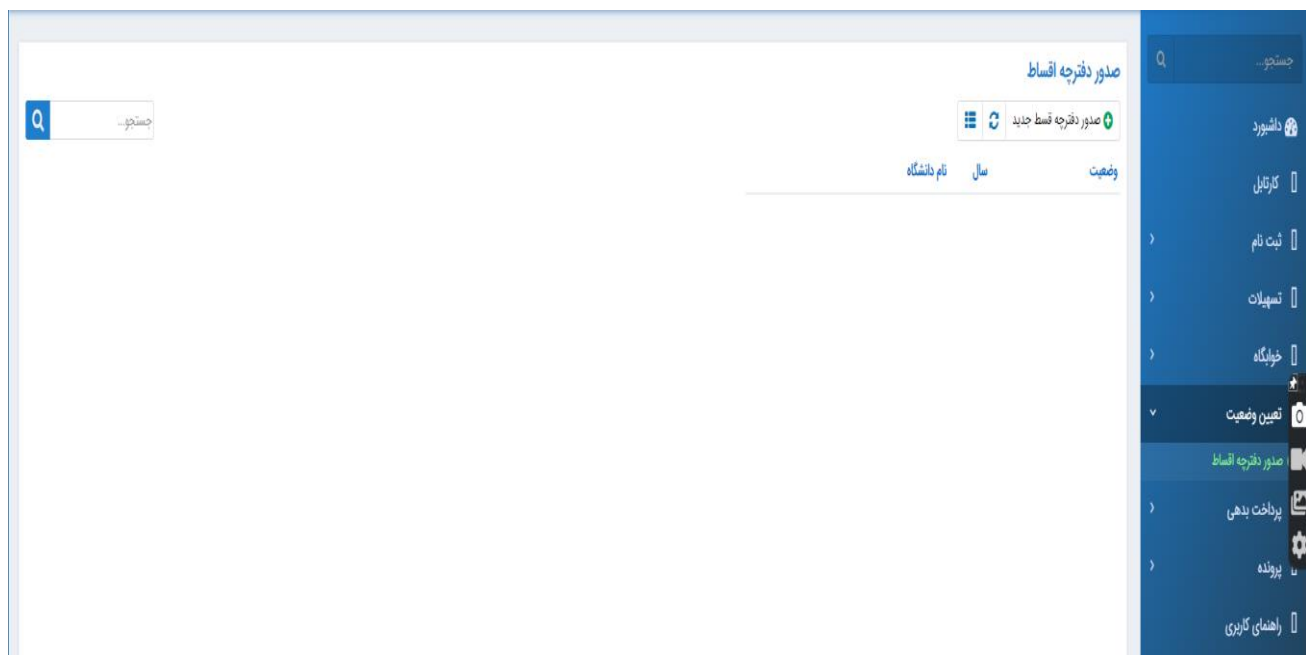 جستجو...
داشبورد
کارتابل
ثبت نام
تسهیلات
خوابگاه
تعیین وضعیت
صدور دفترچه اقساط
پرداخت بدهی
پرونده
راهنمای کاربری
صدور دفترچه اقساط
صدور دفترچه قسط جدید
جستجو...
وضعیت سال نام دانشگاه